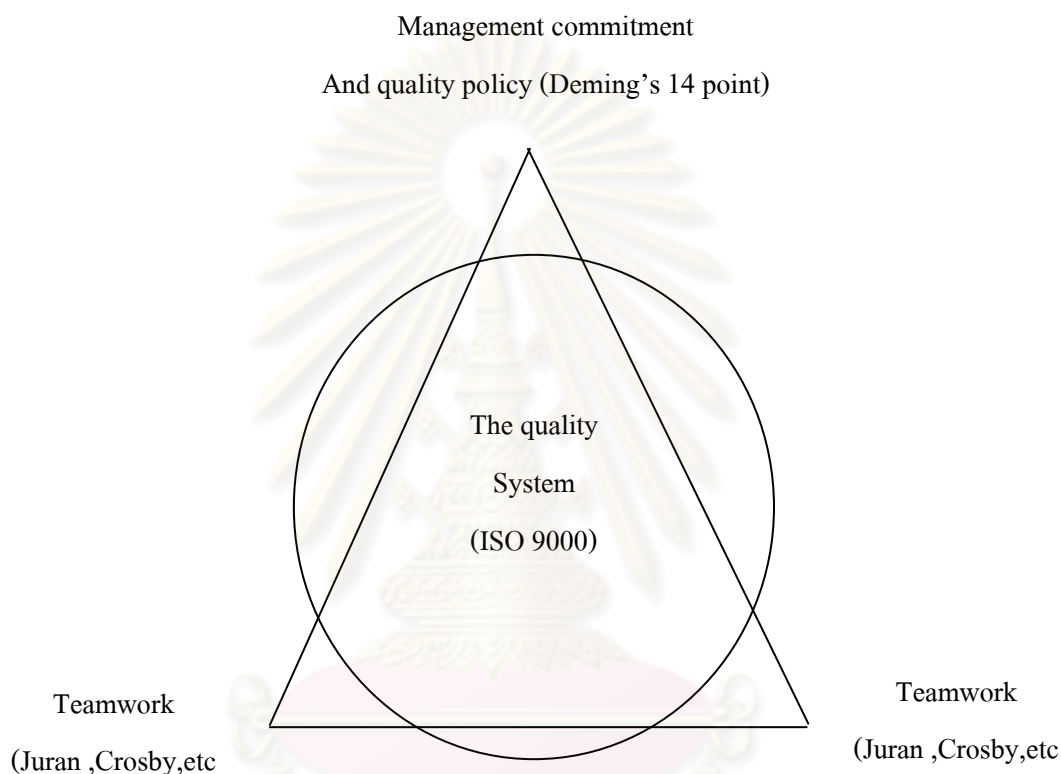 Management commitment
And quality policy (Deming’s 14 point)
The quality
System
(ISO 9000)
Teamwork
(Juran ,Crosby,etc
Teamwork
(Juran ,Crosby,etc